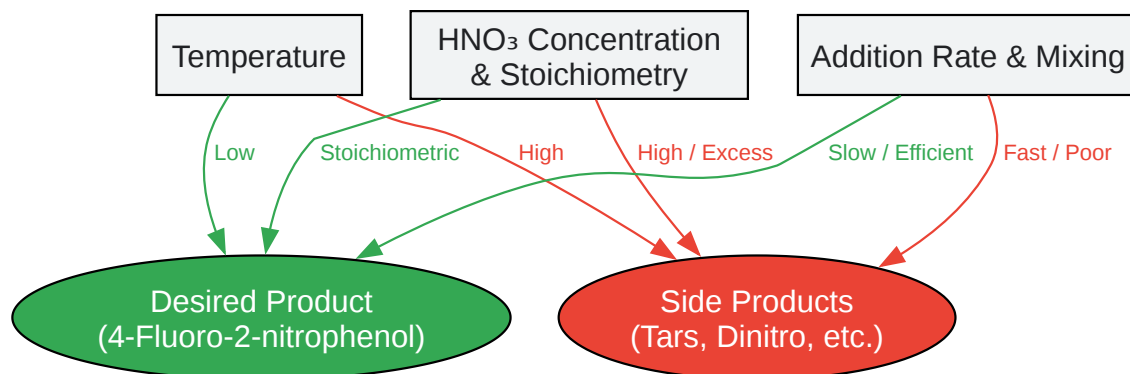 Temperature
HNO₃ Concentration
& Stoichiometry
Addition Rate & Mixing
Low
Stoichiometric
High
High / Excess
Slow / Efficient
Fast / Poor
Desired Product
(4-Fluoro-2-nitrophenol)
Side Products
(Tars, Dinitro, etc.)